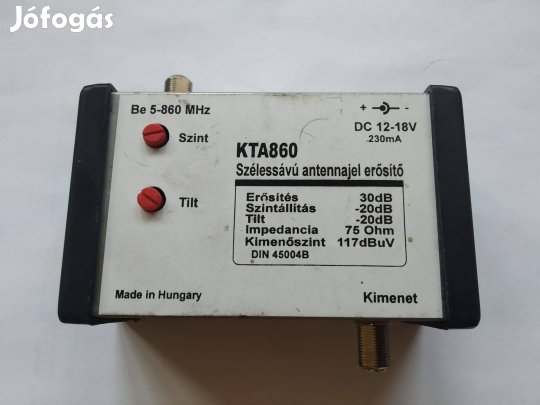 Jófogás
Be 5-860 MHz
+ -
DC 12-18V
.230mA
Szint
KTA860
Szélessávú antennajel erősítő
Tilt
Erősítés 30dB
Szintállítás -20dB
Tilt -20dB
Impedancia 75 Ohm
Kimenőszint 117dBuV
DIN 45004B
Made in Hungary
Kimenet